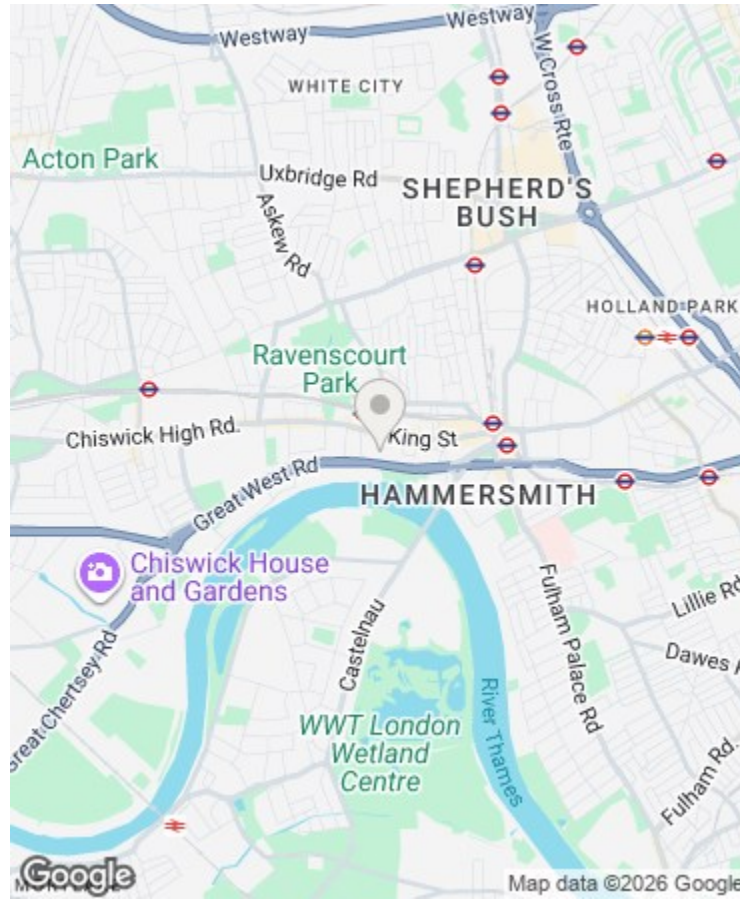 Westway
Westway
W Cross Rte
WHITE CITY
Acton Park
Uxbridge Rd
SHEPHERD'S
BUSH
Askew Rd
HOLLAND PARK
Ravenscourt
Park
Chiswick High Rd.
King St
Great West Rd
HAMMERSMITH
Chiswick House
and Gardens
Fulham Palace Rd
Lillie Rd
Castelnau
Dawes
Great Chertsey Rd
River Thames
WWT London
Wetland
Centre
Fulham Rd.
Google
Map data ©2026 Google